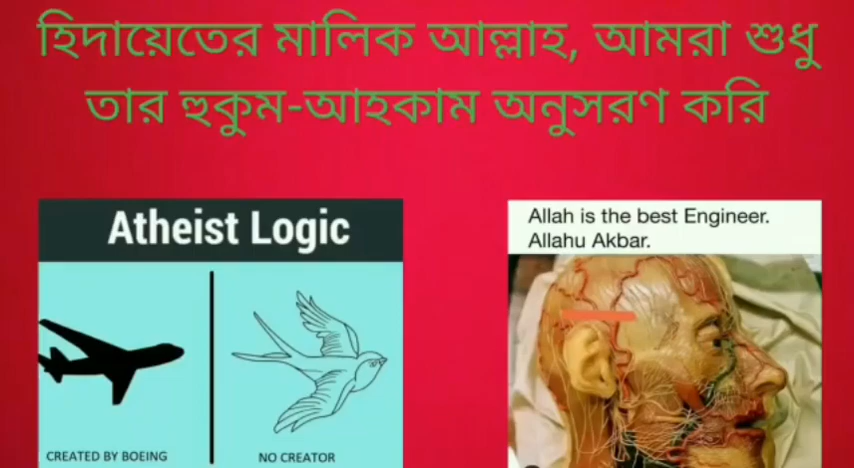 হিদায়েতের মালিক আল্লাহ, আমরা শুধু
তার হুকুম-আহকাম অনুসরণ করি
Atheist Logic
CREATED BY BOEING
NO CREATOR
Allah is the best Engineer.
Allahu Akbar.